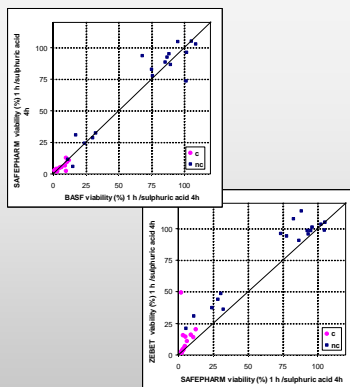 100
75
50
25
0
0 25 50 75 100
SAFEPHARM viability (%) 1 h /sulphuric acid
4h
BASF viability (%) 1 h /sulphuric acid 4h
c
nc
100
75
50
25
0
0 25 50 75 100
ZEBET viability (%) 1 h /sulphuric acid 4h
SAFEPHARM viability (%) 1 h /sulphuric acid 4h
c
nc